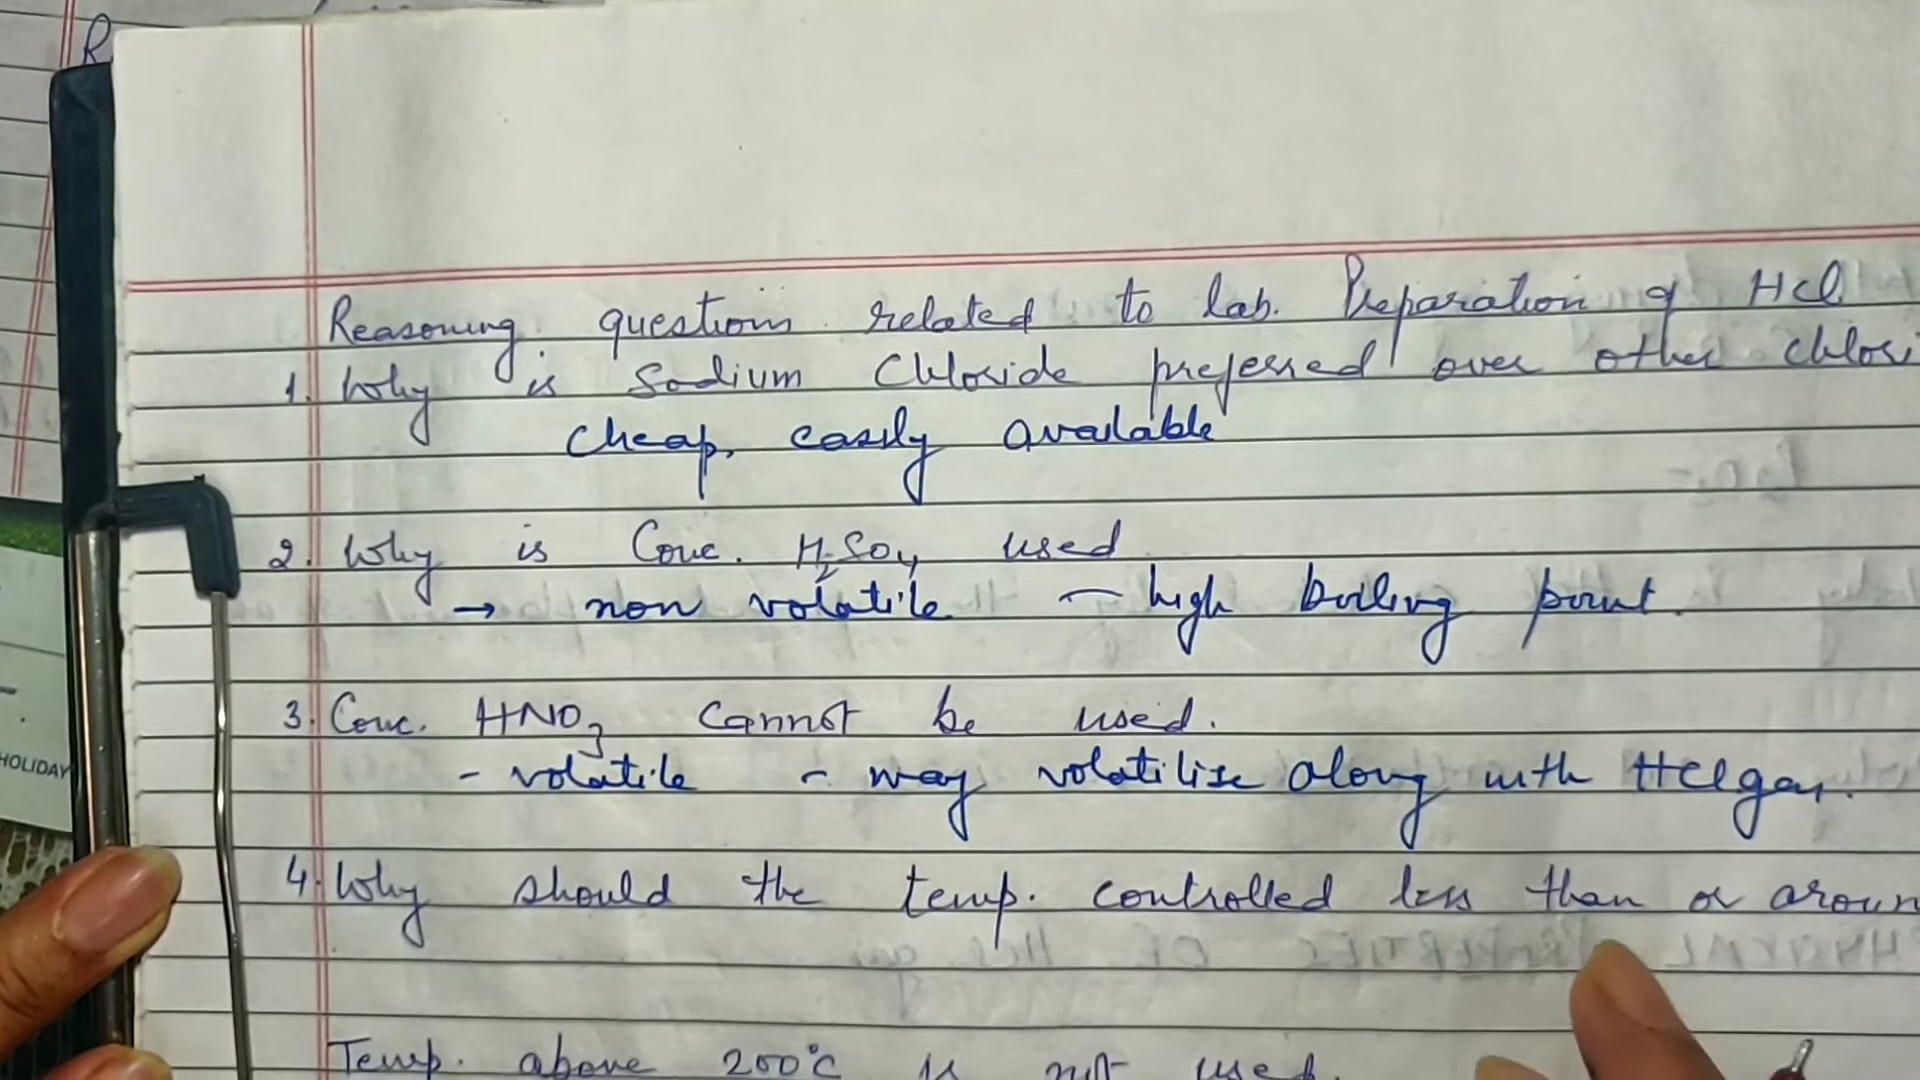 R
Reasoning questions related to lab. Preparation of HCl
1. Why is Sodium Chloride preferred over other chlori
cheap, easily available
2. Why is Conc. H₂SO₄ used
→ non volatile — high boiling point.
3. Conc. HNO₃ cannot be used.
- volatile - may volatilise along with HCl gas.
HOLIDAY
4. Why should the temp. controlled less than or aroun
Temp. above 200°C is not used.